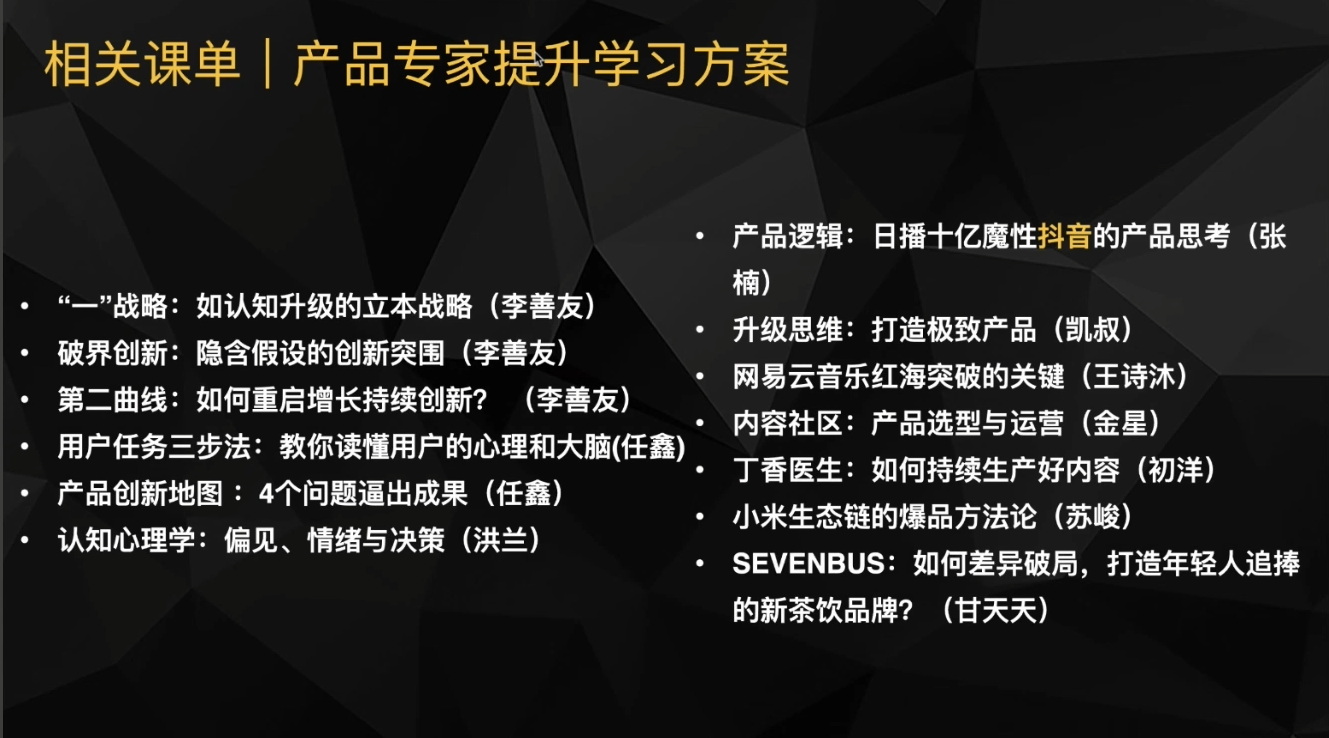 相关课单｜产品专家提升学习方案
• “一”战略：如认知升级的立本战略（李善友）
• 破界创新：隐含假设的创新突围（李善友）
• 第二曲线：如何重启增长持续创新？（李善友）
• 用户任务三步法：教你读懂用户的心理和大脑(任鑫)
• 产品创新地图 ：4个问题逼出成果（任鑫）
• 认知心理学：偏见、情绪与决策（洪兰）
• 产品逻辑：日播十亿魔性抖音的产品思考（张
楠）
• 升级思维：打造极致产品（凯叔）
• 网易云音乐红海突破的关键（王诗沐）
• 内容社区：产品选型与运营（金星）
• 丁香医生：如何持续生产好内容（初洋）
• 小米生态链的爆品方法论（苏峻）
• SEVENBUS：如何差异破局，打造年轻人追捧
的新茶饮品牌？（甘天天）